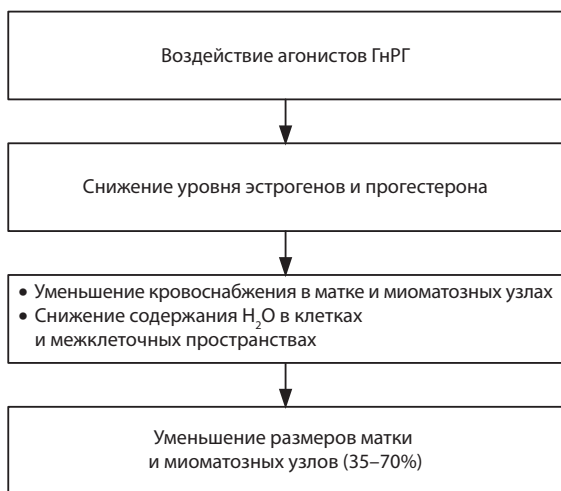 Воздействие агонистов ГнРГ
Снижение уровня эстрогенов и прогестерона
• Уменьшение кровоснабжения в матке и миоматозных узлах
• Снижение содержания H₂O в клетках
и межклеточных пространствах
Уменьшение размеров матки
и миоматозных узлов (35–70%)